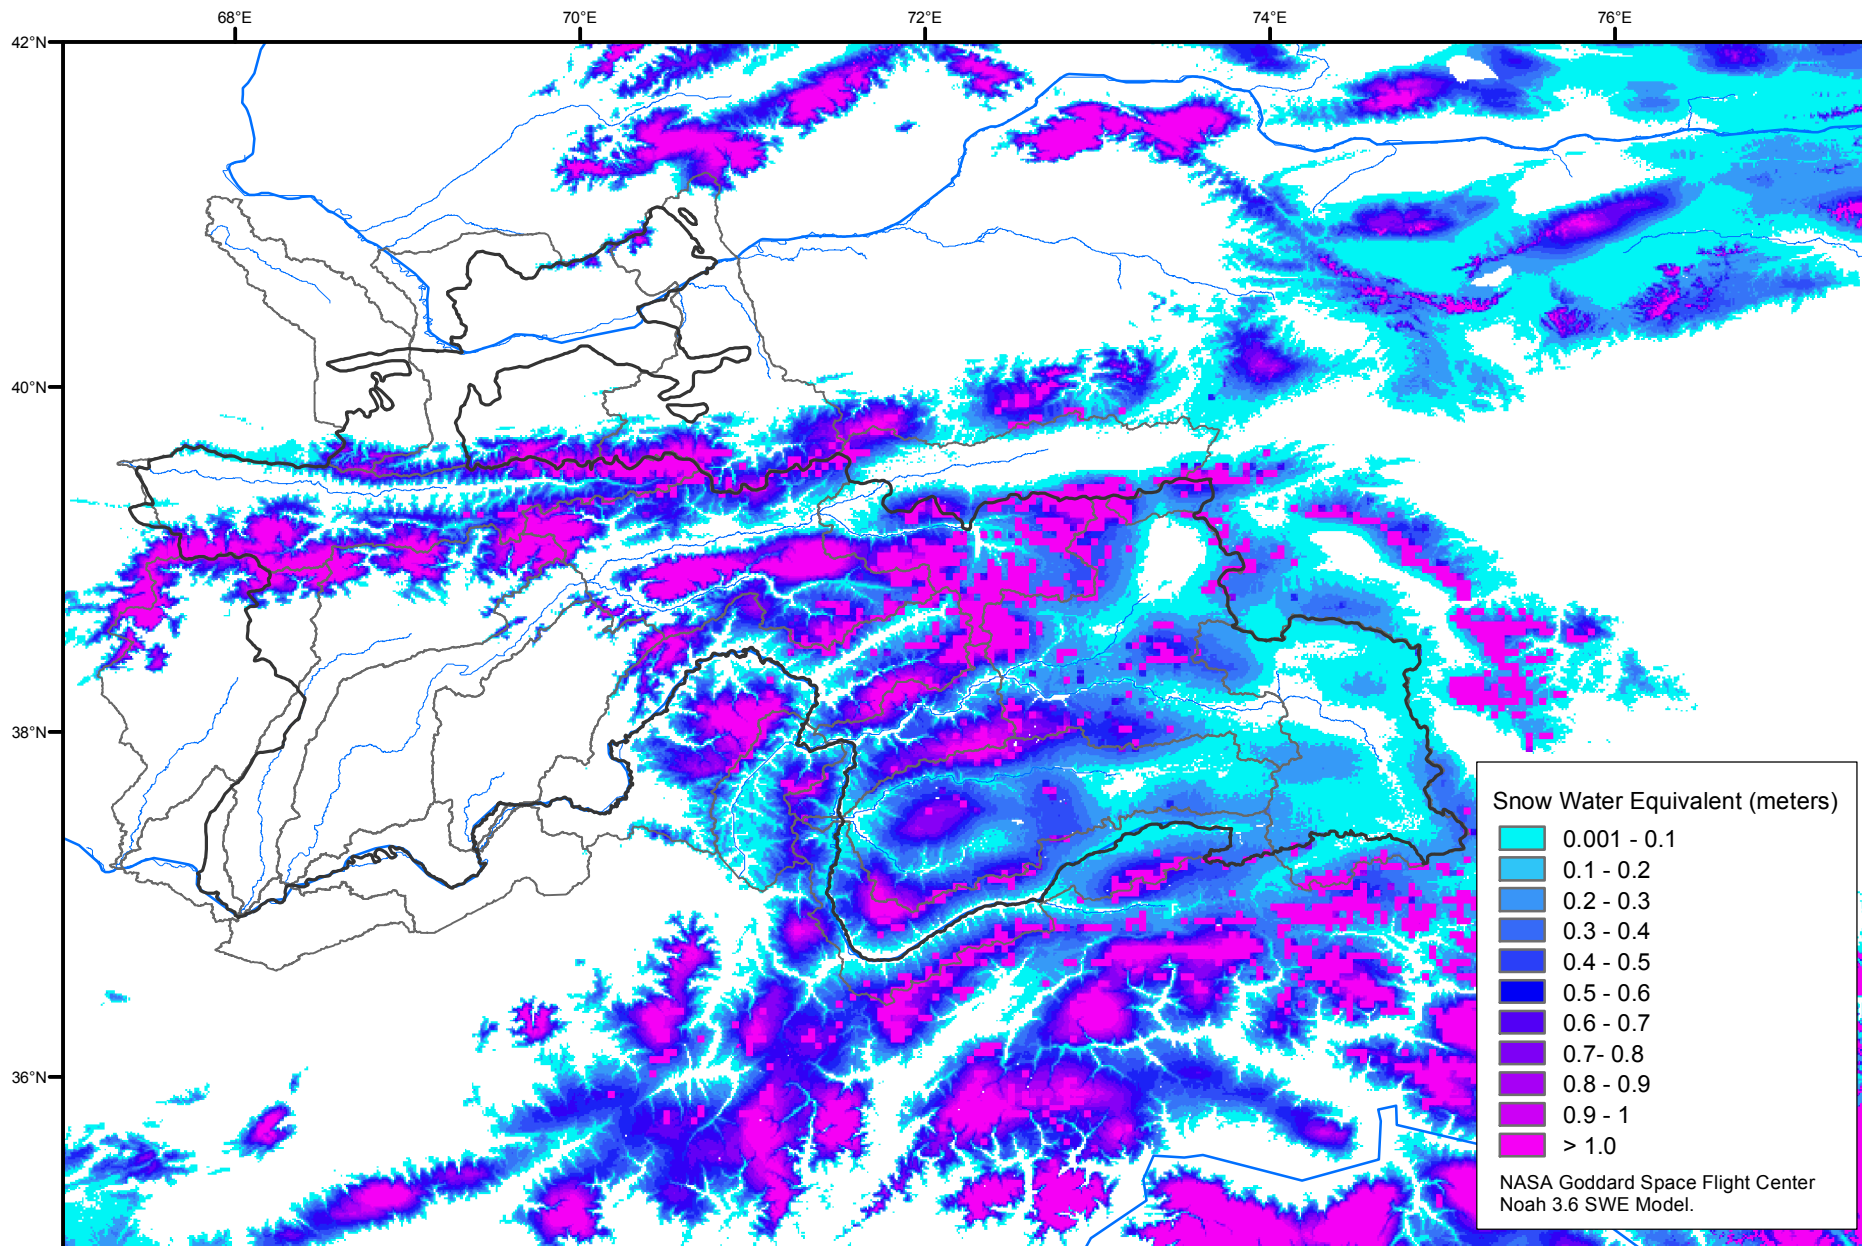 68°E 70°E 72°E 74°E 76°E
42°N
40°N
38°N
36°N
Snow Water Equivalent (meters)
0.001 - 0.1
0.1 - 0.2
0.2 - 0.3
0.3 - 0.4
0.4 - 0.5
0.5 - 0.6
0.6 - 0.7
0.7- 0.8
0.8 - 0.9
0.9 - 1
> 1.0
NASA Goddard Space Flight Center
Noah 3.6 SWE Model.